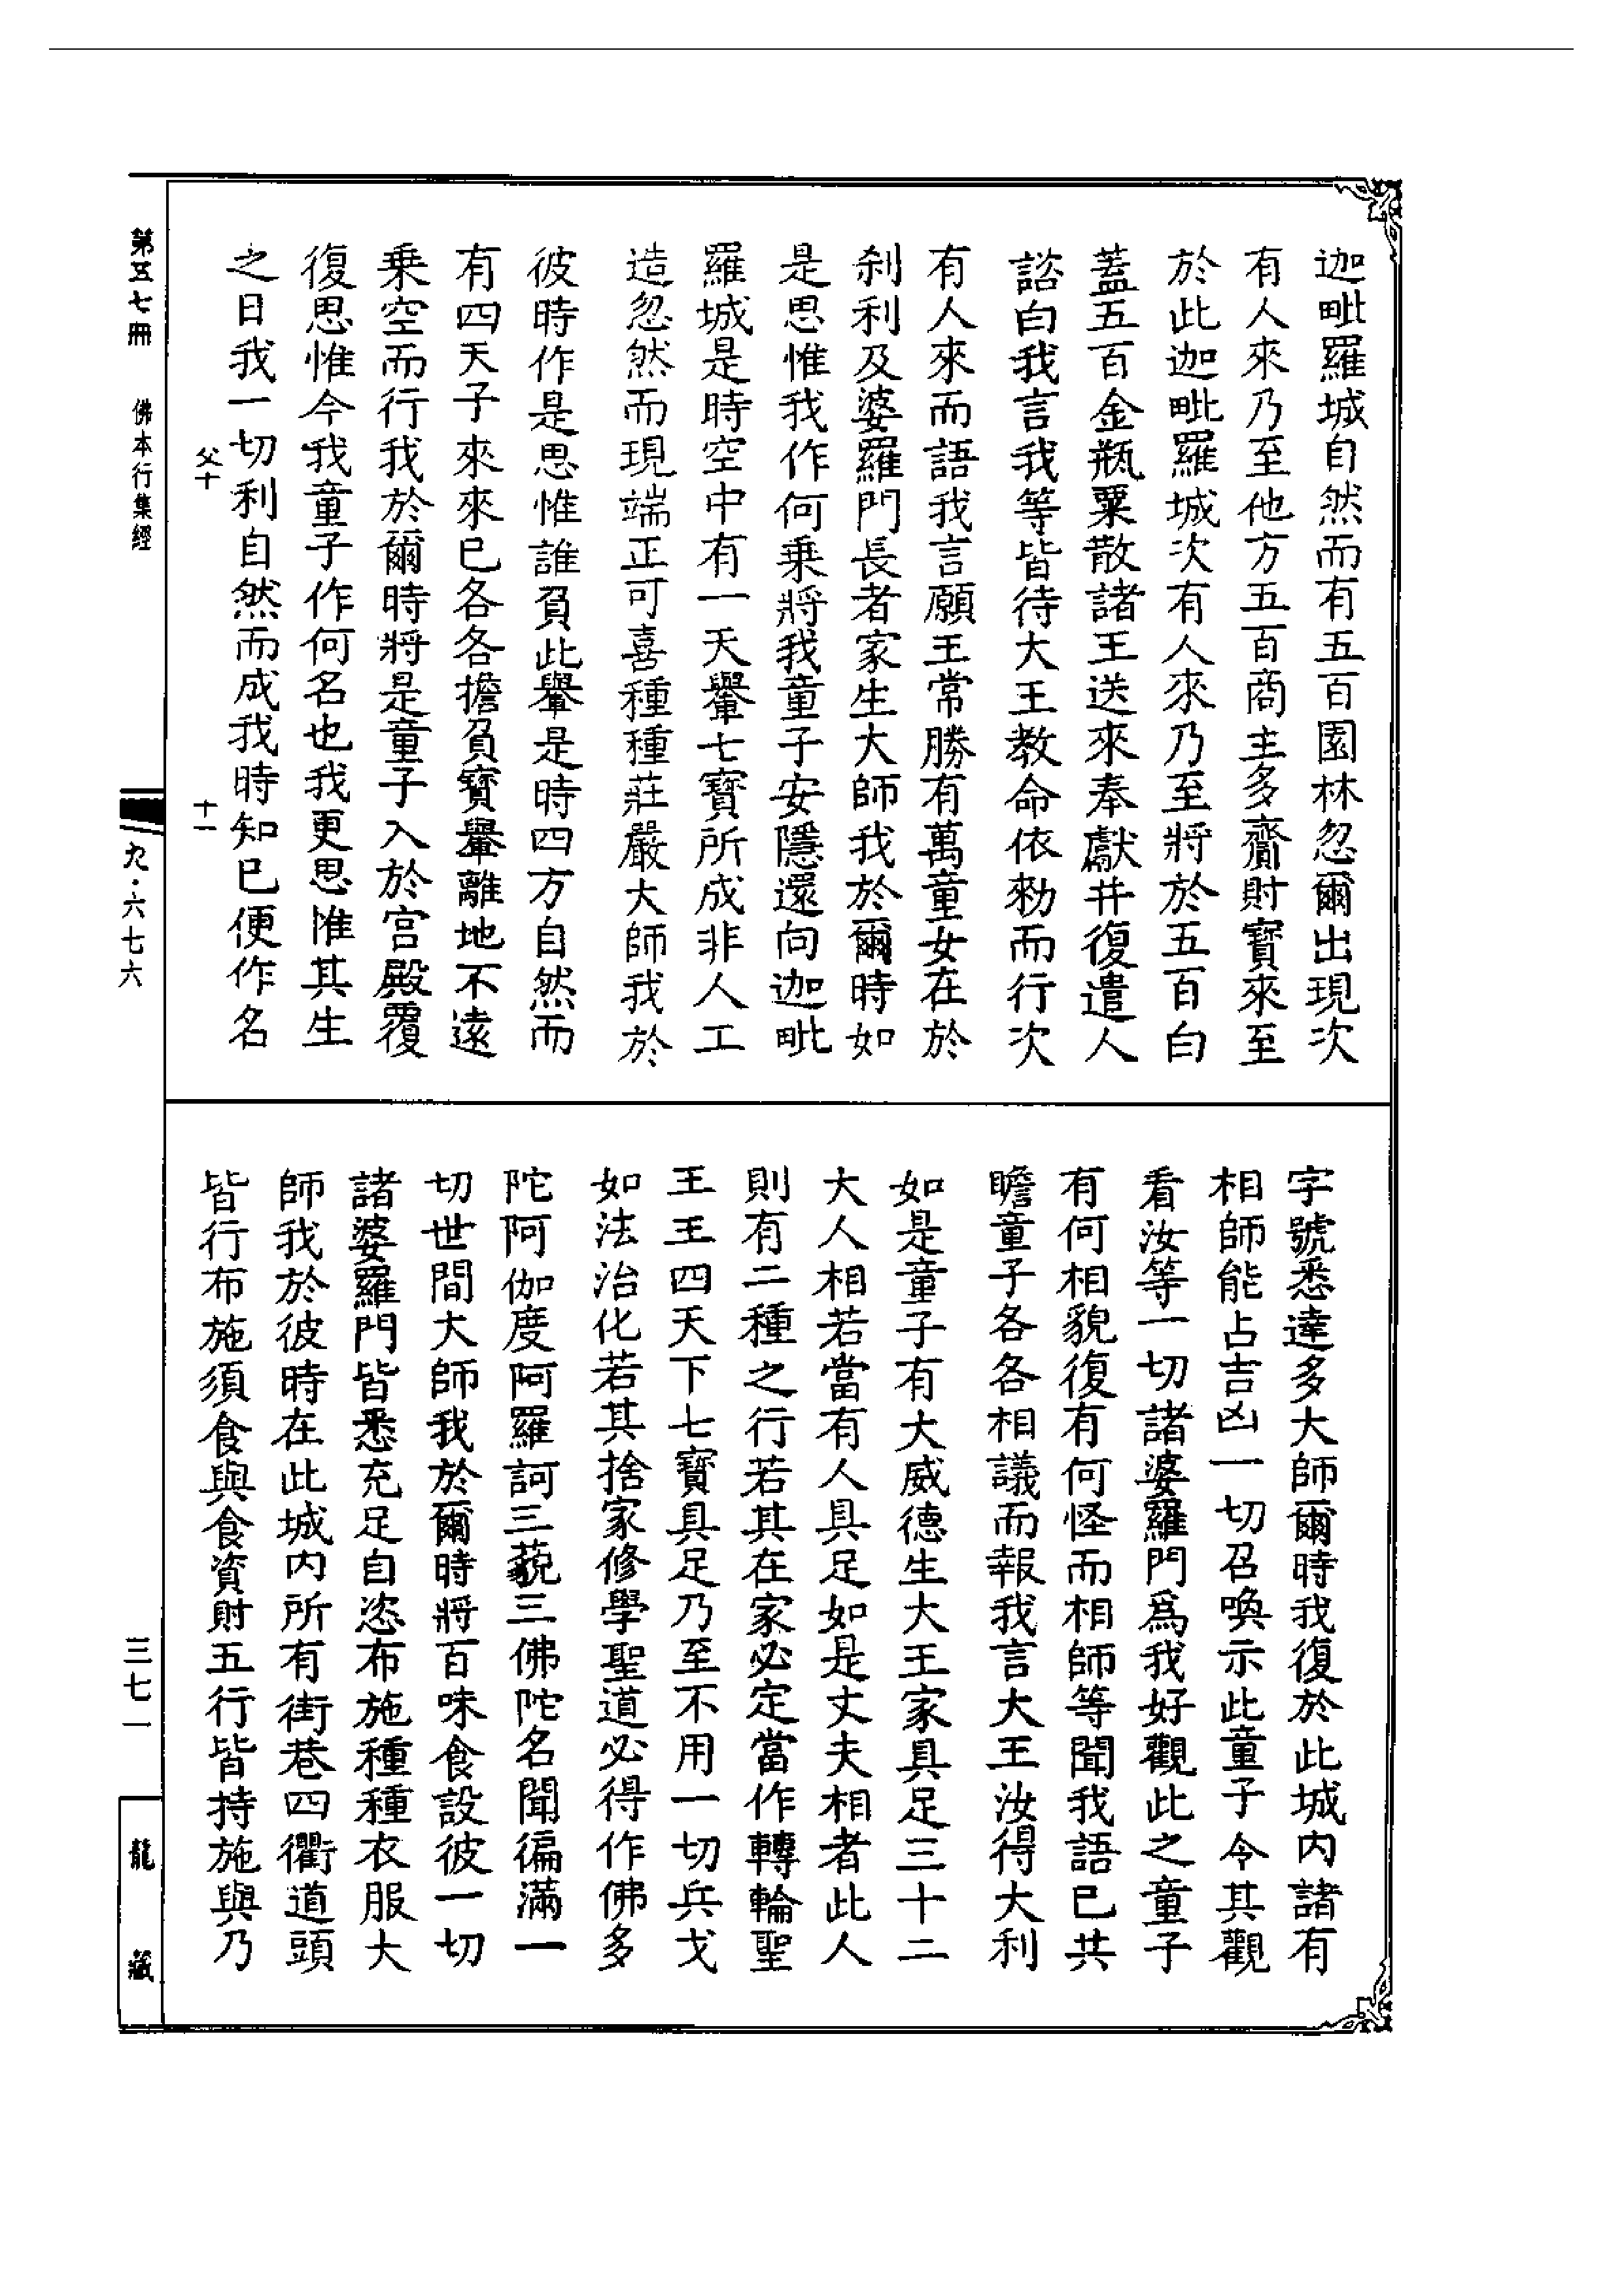 迦毗羅城自然而有五百園林忽爾出現次
有人來乃至他方五百商主多齎財寶來至
於此迦毗羅城次有人來乃至將於五百白
蓋五百金瓶粟散諸王送來奉獻并復遣人
諮白我言我等皆待大王教命依勑而行次
有人來而語我言願王常勝有萬童女在於
剎利及婆羅門長者家生大師我於爾時如
是思惟我作何乗將我童子安隱還向迦毗
羅城是時空中有一天轝七寶所成非人工
造忽然而現端正可喜種種莊嚴大師我於
彼時作是思惟誰負此轝是時四方自然而
有四天子來來已各各擔負寶轝離地不遠
乗空而行我於爾時將是童子入於宮殿覆
復思惟今我童子作何名也我更思惟其生
之日我一切利自然而成我時知已便作名
父十 十一
字號悉達多大師爾時我復於此城內諸有
相師能占吉凶一切召喚示此童子令其觀
看汝等一切諸婆羅門爲我好觀此之童子
有何相貌復有何怪而相師等聞我語已共
瞻童子各各相議而報我言大王汝得大利
如是童子有大威德生大王家具足三十二
大人相若當有人具足如是丈夫相者此人
則有二種之行若其在家必定當作轉輪聖
王王四天下七寶具足乃至不用一切兵戈
如法治化若其捨家修學聖道必得作佛多
陀阿伽度阿羅訶三藐三佛陀名聞徧滿一
切世間大師我於爾時將百味食設彼一切
諸婆羅門皆悉充足自恣布施種種衣服大
師我於彼時在此城內所有街巷四衢道頭
皆行布施須食與食資財五行皆持施與乃
第五七冊 佛本行集經
九·六七六
三七一
龍藏